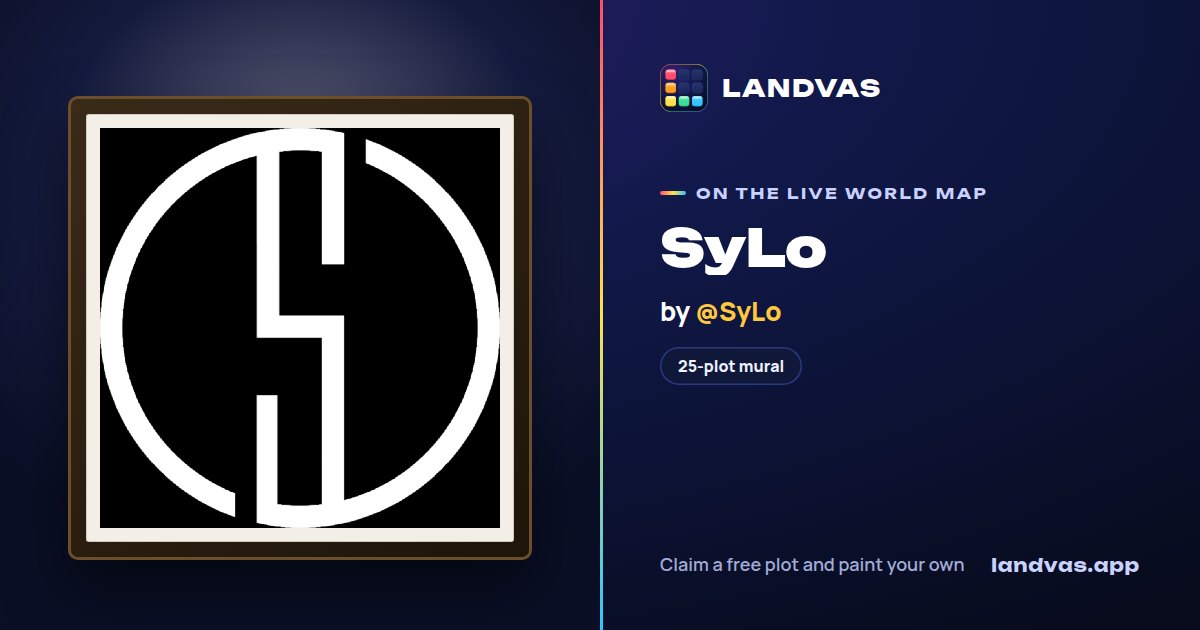 LANDVAS
ON THE LIVE WORLD MAP
SyLo
by @SyLo
25-plot mural
Claim a free plot and paint your own landvas.app